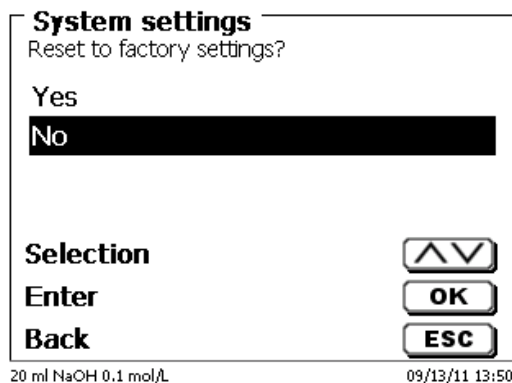 System settings
Reset to factory settings?
Yes
No
Selection
Enter OK
Back ESC
20 ml NaOH 0.1 mol/L 09/13/11 13:50